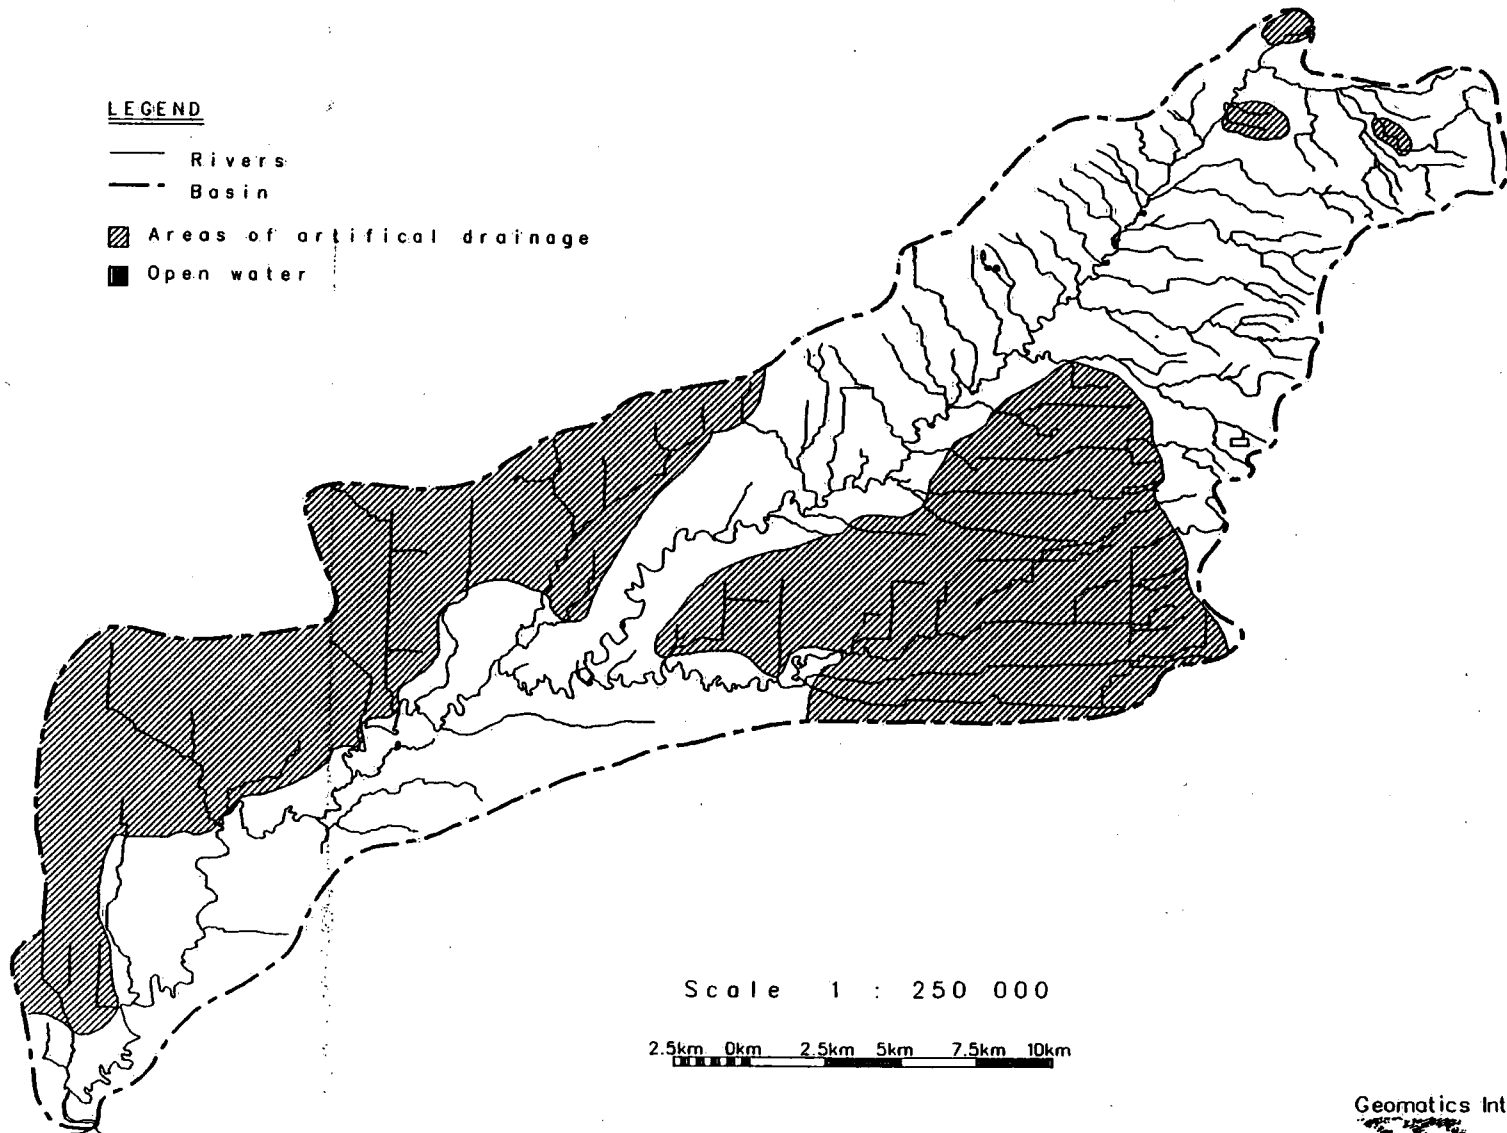 LEGEND
Rivers
Basin
Areas of artifical drainage
Open water
Scale 1 : 250 000
2.5km 0km 2.5km 5km 7.5km 10km
Geomatics Int